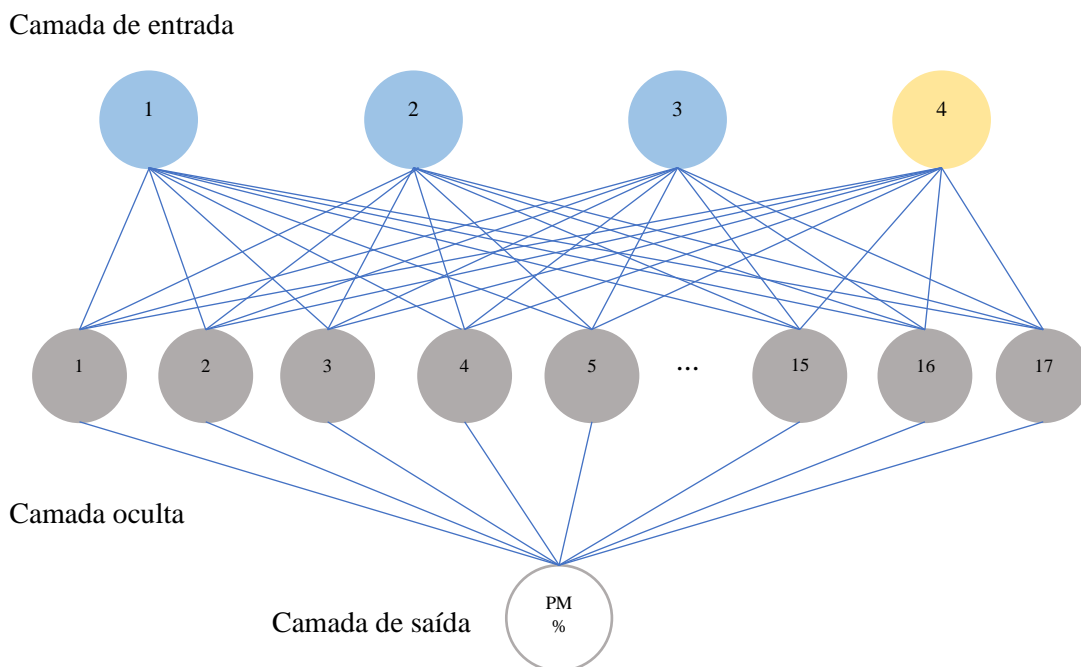 Camada de entrada
1 2 3 4
1 2 3 4 5 ... 15 16 17
Camada oculta
Camada de saída
PM
%